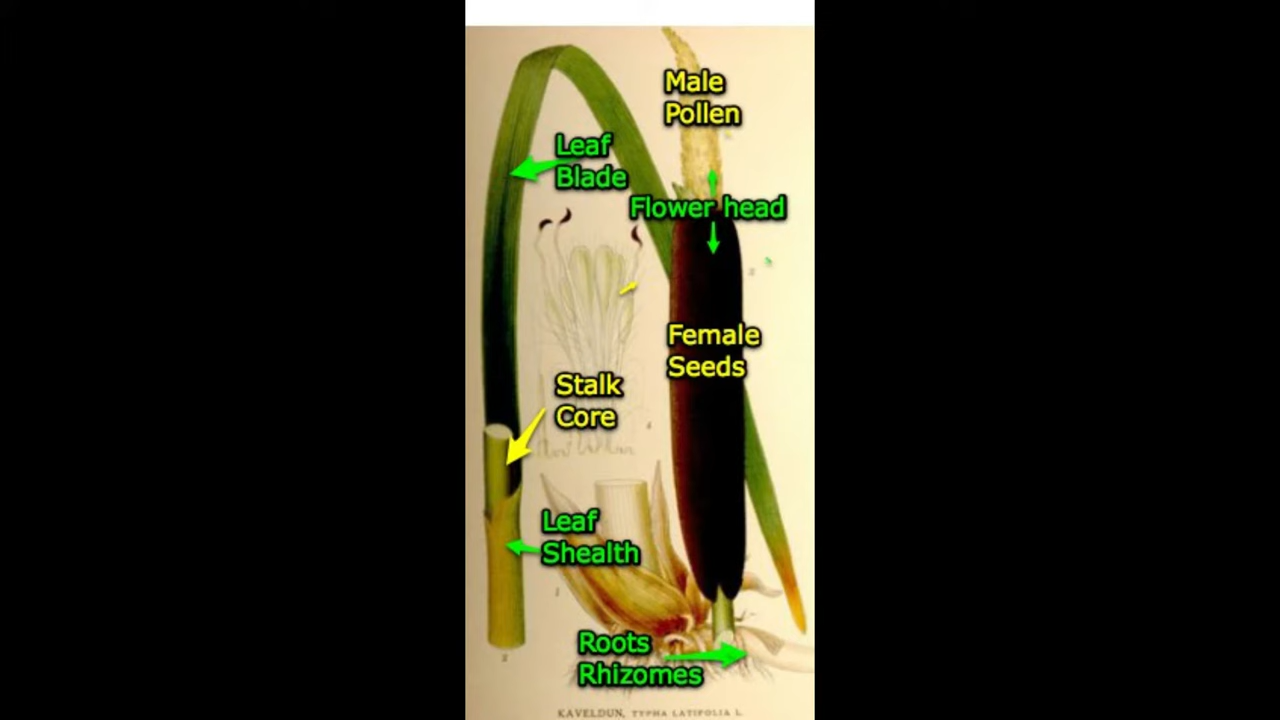 Male
Pollen
Leaf
Blade
Flower head
Female
Seeds
Stalk
Core
Leaf
Shealth
Roots
Rhizomes
KAVELDUN, TYPHA LATIFOLIA L.